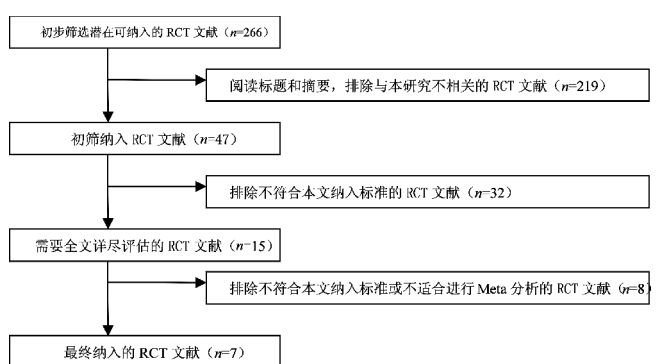 初步筛选潜在可纳入的 RCT 文献（n=266）
阅读标题和摘要，排除与本研究不相关的 RCT 文献（n=219）
初筛纳入 RCT 文献（n=47）
排除不符合本文纳入标准的 RCT 文献（n=32）
需要全文详尽评估的 RCT 文献（n=15）
排除不符合本文纳入标准或不适合进行 Meta 分析的 RCT 文献（n=8）
最终纳入的 RCT 文献（n=7）